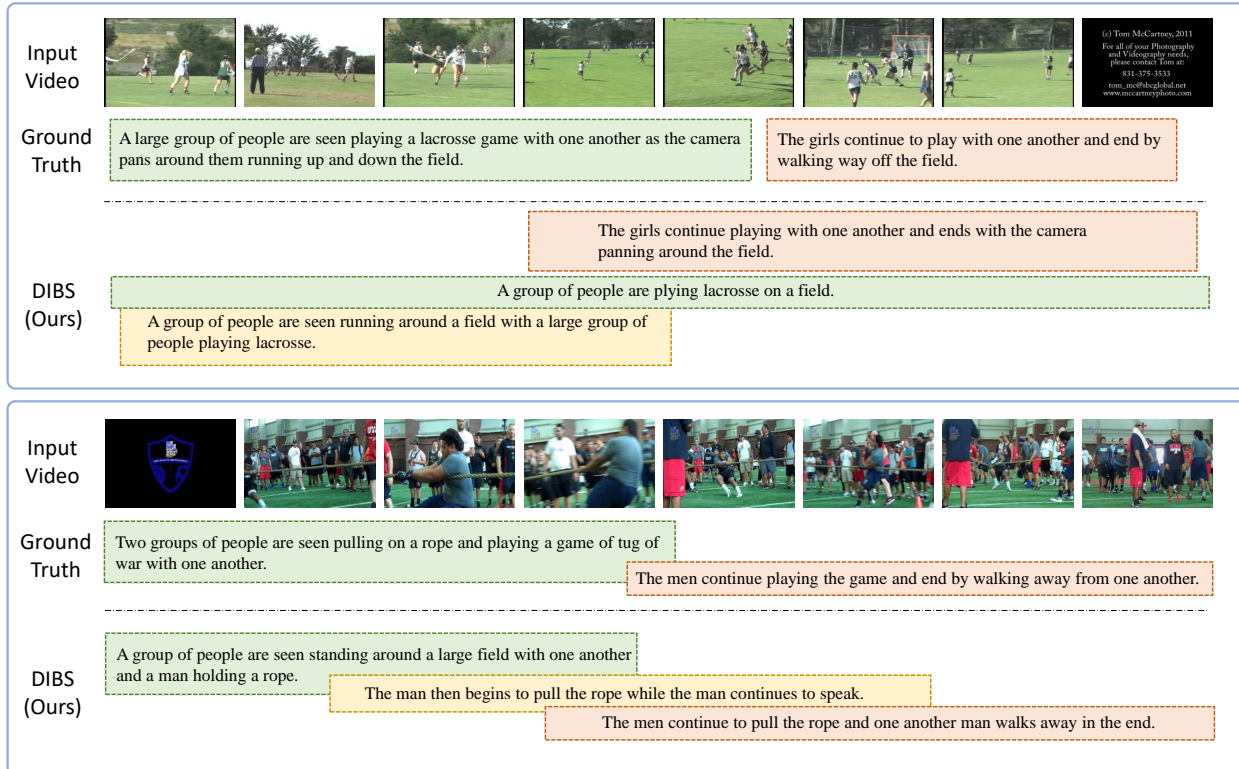 Input
Video
(c) Tom McCartney, 2011
For all of your Photography
and Videography needs,
please contact Tom at:
831-375-3533
tom_mc@sbcglobal.net
www.mccartneyphoto.com
Ground
Truth
A large group of people are seen playing a lacrosse game with one another as the camera
pans around them running up and down the field.
The girls continue to play with one another and end by
walking way off the field.
The girls continue playing with one another and ends with the camera
panning around the field.
DIBS
(Ours)
A group of people are plying lacrosse on a field.
A group of people are seen running around a field with a large group of
people playing lacrosse.
Input
Video
Ground
Truth
Two groups of people are seen pulling on a rope and playing a game of tug of
war with one another.
The men continue playing the game and end by walking away from one another.
DIBS
(Ours)
A group of people are seen standing around a large field with one another
and a man holding a rope.
The man then begins to pull the rope while the man continues to speak.
The men continue to pull the rope and one another man walks away in the end.